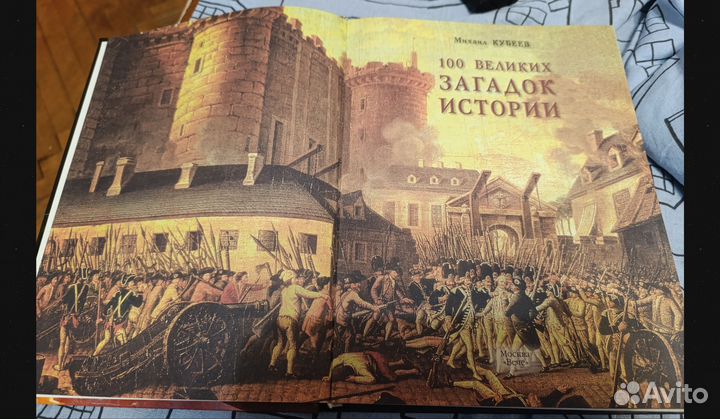 Михаил КУБЕЕВ
100 ВЕЛИКИХ
ЗАГАДОК
ИСТОРИИ
Москва
«Вече»
Avito